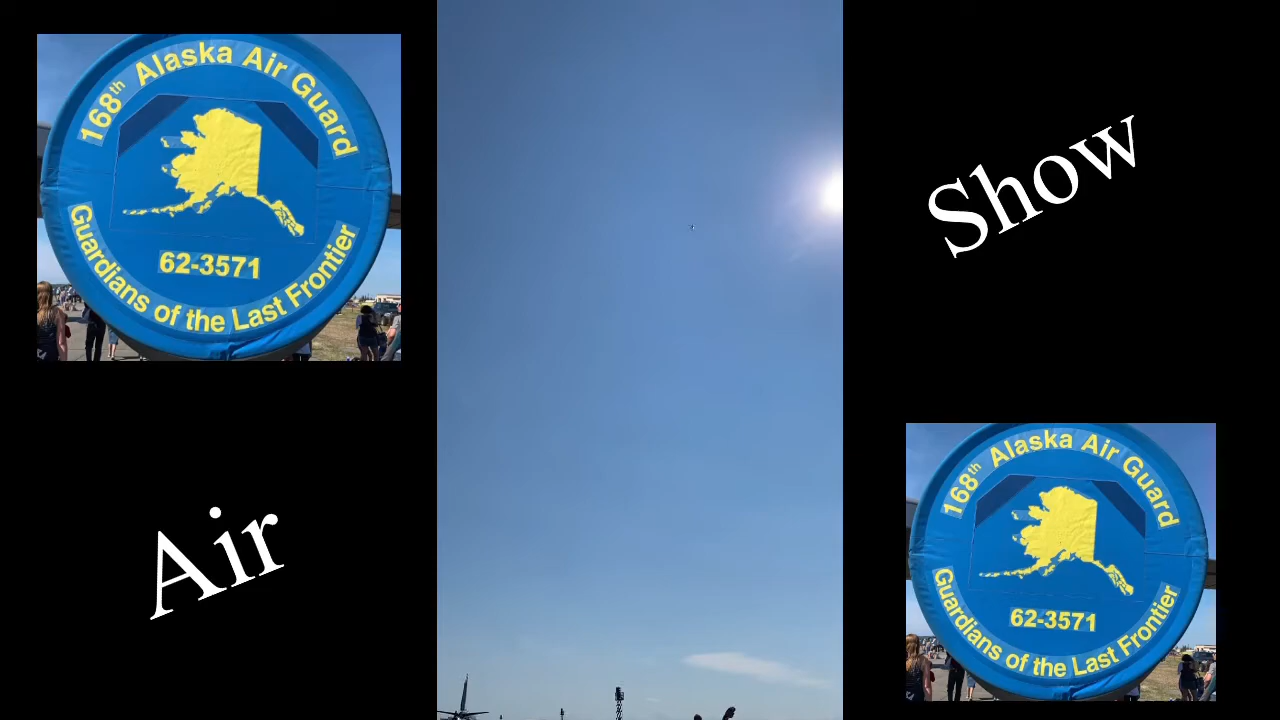 168th Alaska Air Guard
62-3571
Guardians of the Last Frontier
Show
Air
168th Alaska Air Guard
62-3571
Guardians of the Last Frontier